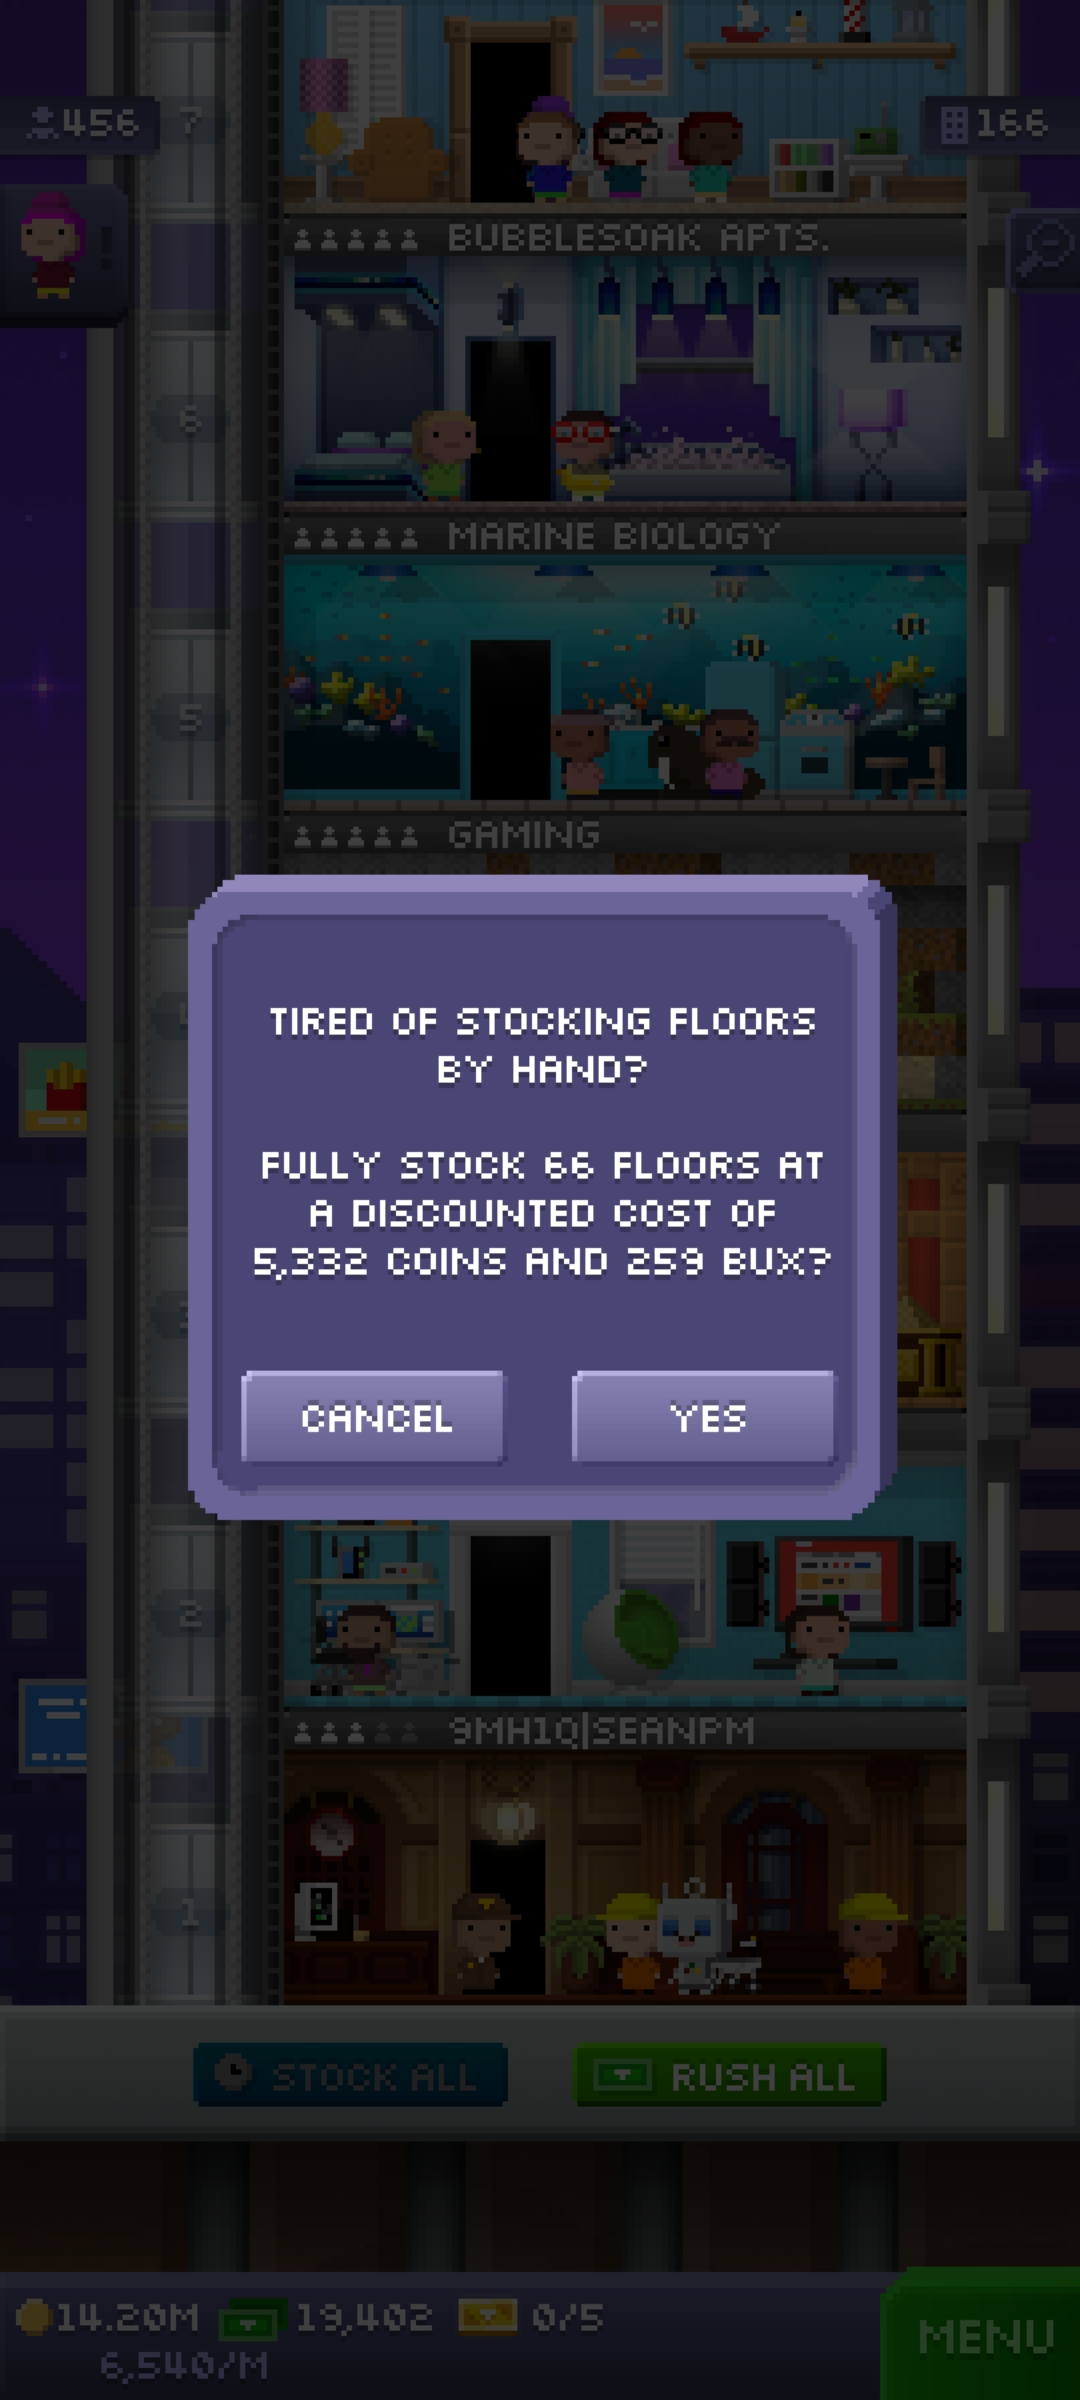 456
7
166
BUBBLESOAK APTS.
6
MARINE BIOLOGY
5
GAMING
TIRED OF STOCKING FLOORS
BY HAND?
FULLY STOCK 66 FLOORS AT
A DISCOUNTED COST OF
5,332 COINS AND 259 BUX?
CANCEL
YES
2
9MH1Q|SEANPM
1
STOCK ALL
RUSH ALL
14.20M
19,402
0/5
MENU
6,540/M